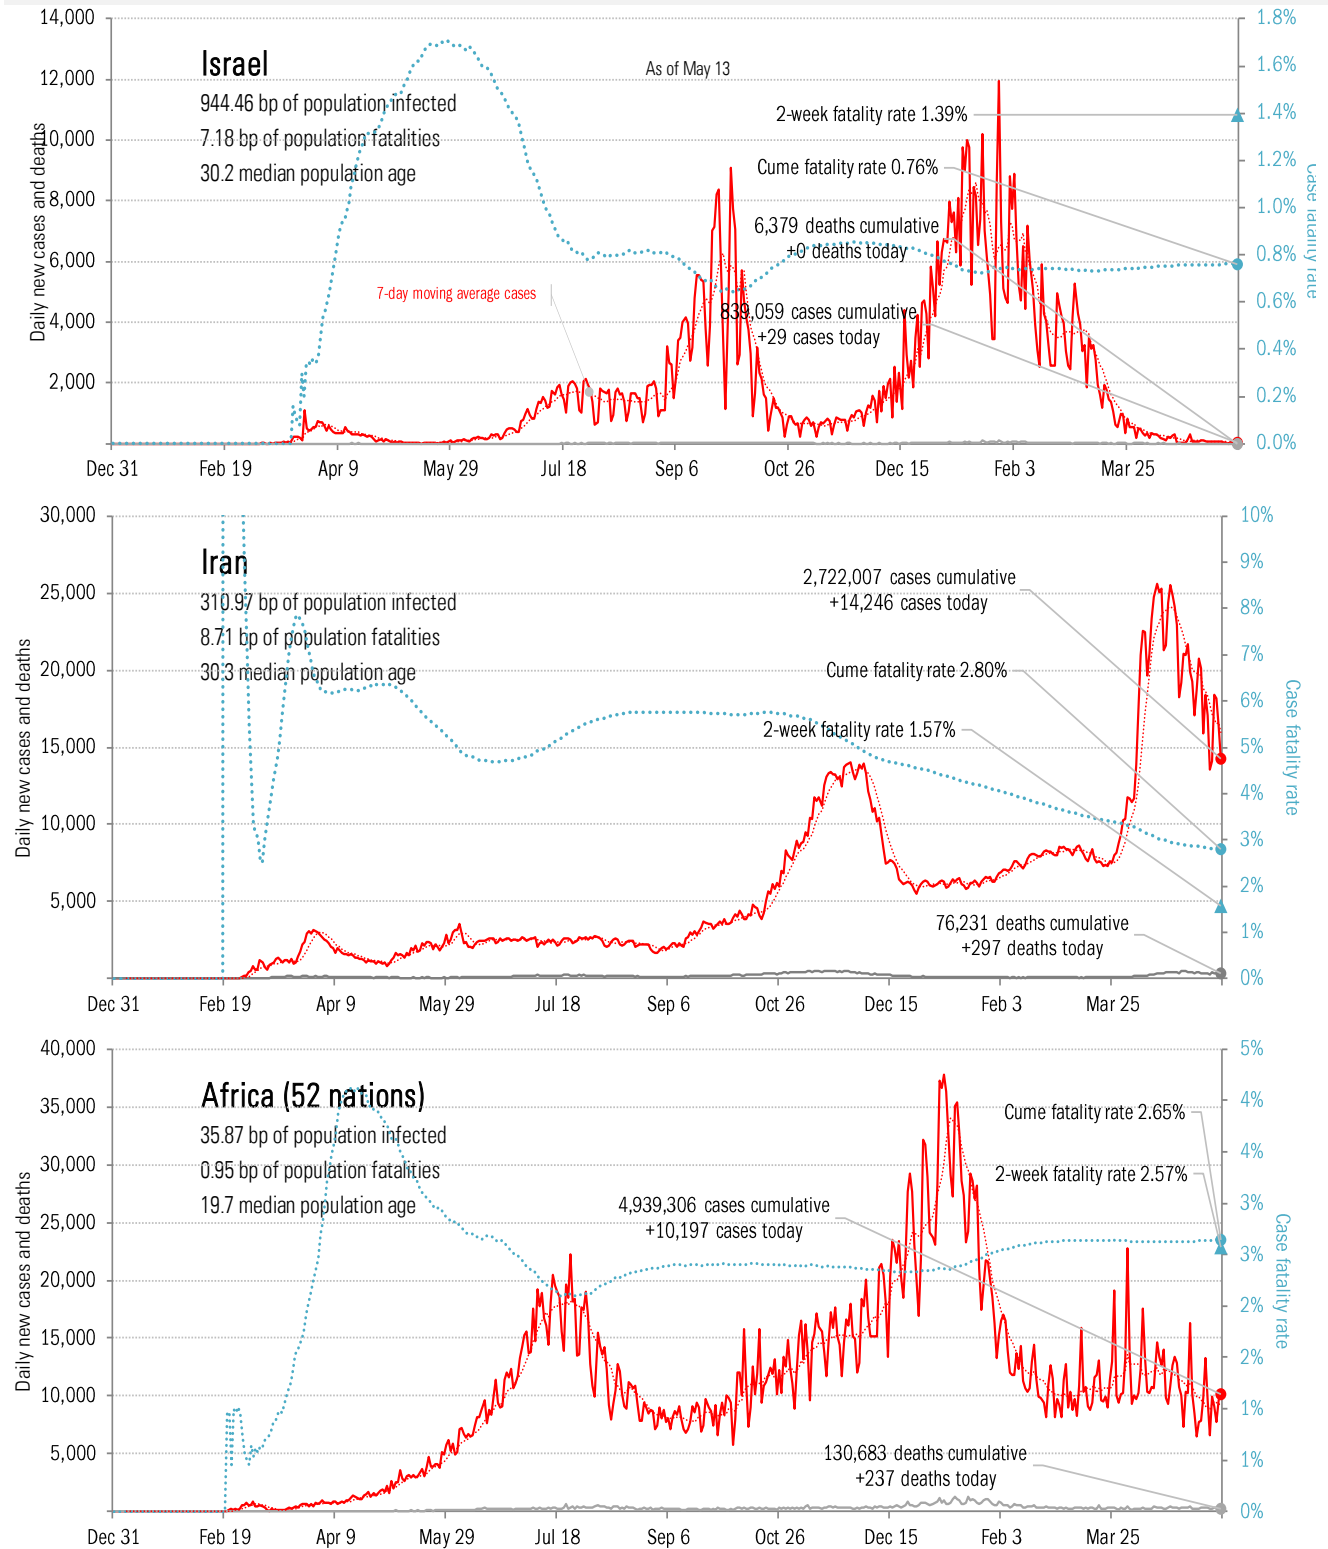 14,000
12,000
10,000
8,000
6,000
4,000
2,000
Daily new cases and deaths
Israel
944.46 bp of population infected
7.18 bp of population fatalities
30.2 median population age
As of May 13
2-week fatality rate 1.39%
Cume fatality rate 0.76%
6,379 deaths cumulative
+0 deaths today
7-day moving average cases
839,059 cases cumulative
+29 cases today
1.8%
1.6%
1.4%
1.2%
1.0%
0.8%
0.6%
0.4%
0.2%
0.0%
Case fatality rate
Dec 31 Feb 19 Apr 9 May 29 Jul 18 Sep 6 Oct 26 Dec 15 Feb 3 Mar 25
30,000
25,000
20,000
15,000
10,000
5,000
Daily new cases and deaths
Iran
310.97 bp of population infected
8.71 bp of population fatalities
30.3 median population age
2,722,007 cases cumulative
+14,246 cases today
Cume fatality rate 2.80%
2-week fatality rate 1.57%
76,231 deaths cumulative
+297 deaths today
10%
9%
8%
7%
6%
5%
4%
3%
2%
1%
0%
Case fatality rate
Dec 31 Feb 19 Apr 9 May 29 Jul 18 Sep 6 Oct 26 Dec 15 Feb 3 Mar 25
40,000
35,000
30,000
25,000
20,000
15,000
10,000
5,000
Daily new cases and deaths
Africa (52 nations)
35.87 bp of population infected
0.95 bp of population fatalities
19.7 median population age
Cume fatality rate 2.65%
2-week fatality rate 2.57%
4,939,306 cases cumulative
+10,197 cases today
130,683 deaths cumulative
+237 deaths today
5%
4%
4%
3%
3%
2%
2%
1%
1%
0%
Case fatality rate
Dec 31 Feb 19 Apr 9 May 29 Jul 18 Sep 6 Oct 26 Dec 15 Feb 3 Mar 25